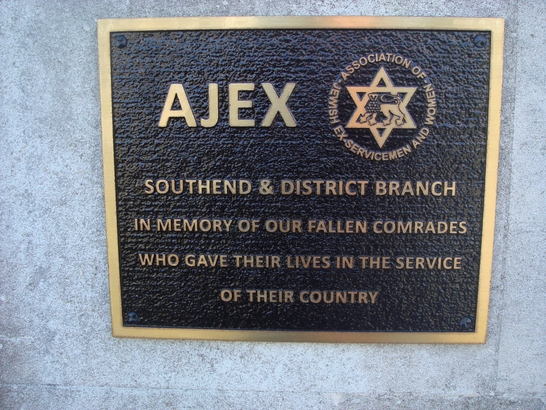 AJEX
ASSOCIATION OF
JEWISH EX-SERVICEMEN AND WOMEN
SOUTHEND & DISTRICT BRANCH
IN MEMORY OF OUR FALLEN COMRADES
WHO GAVE THEIR LIVES IN THE SERVICE
OF THEIR COUNTRY